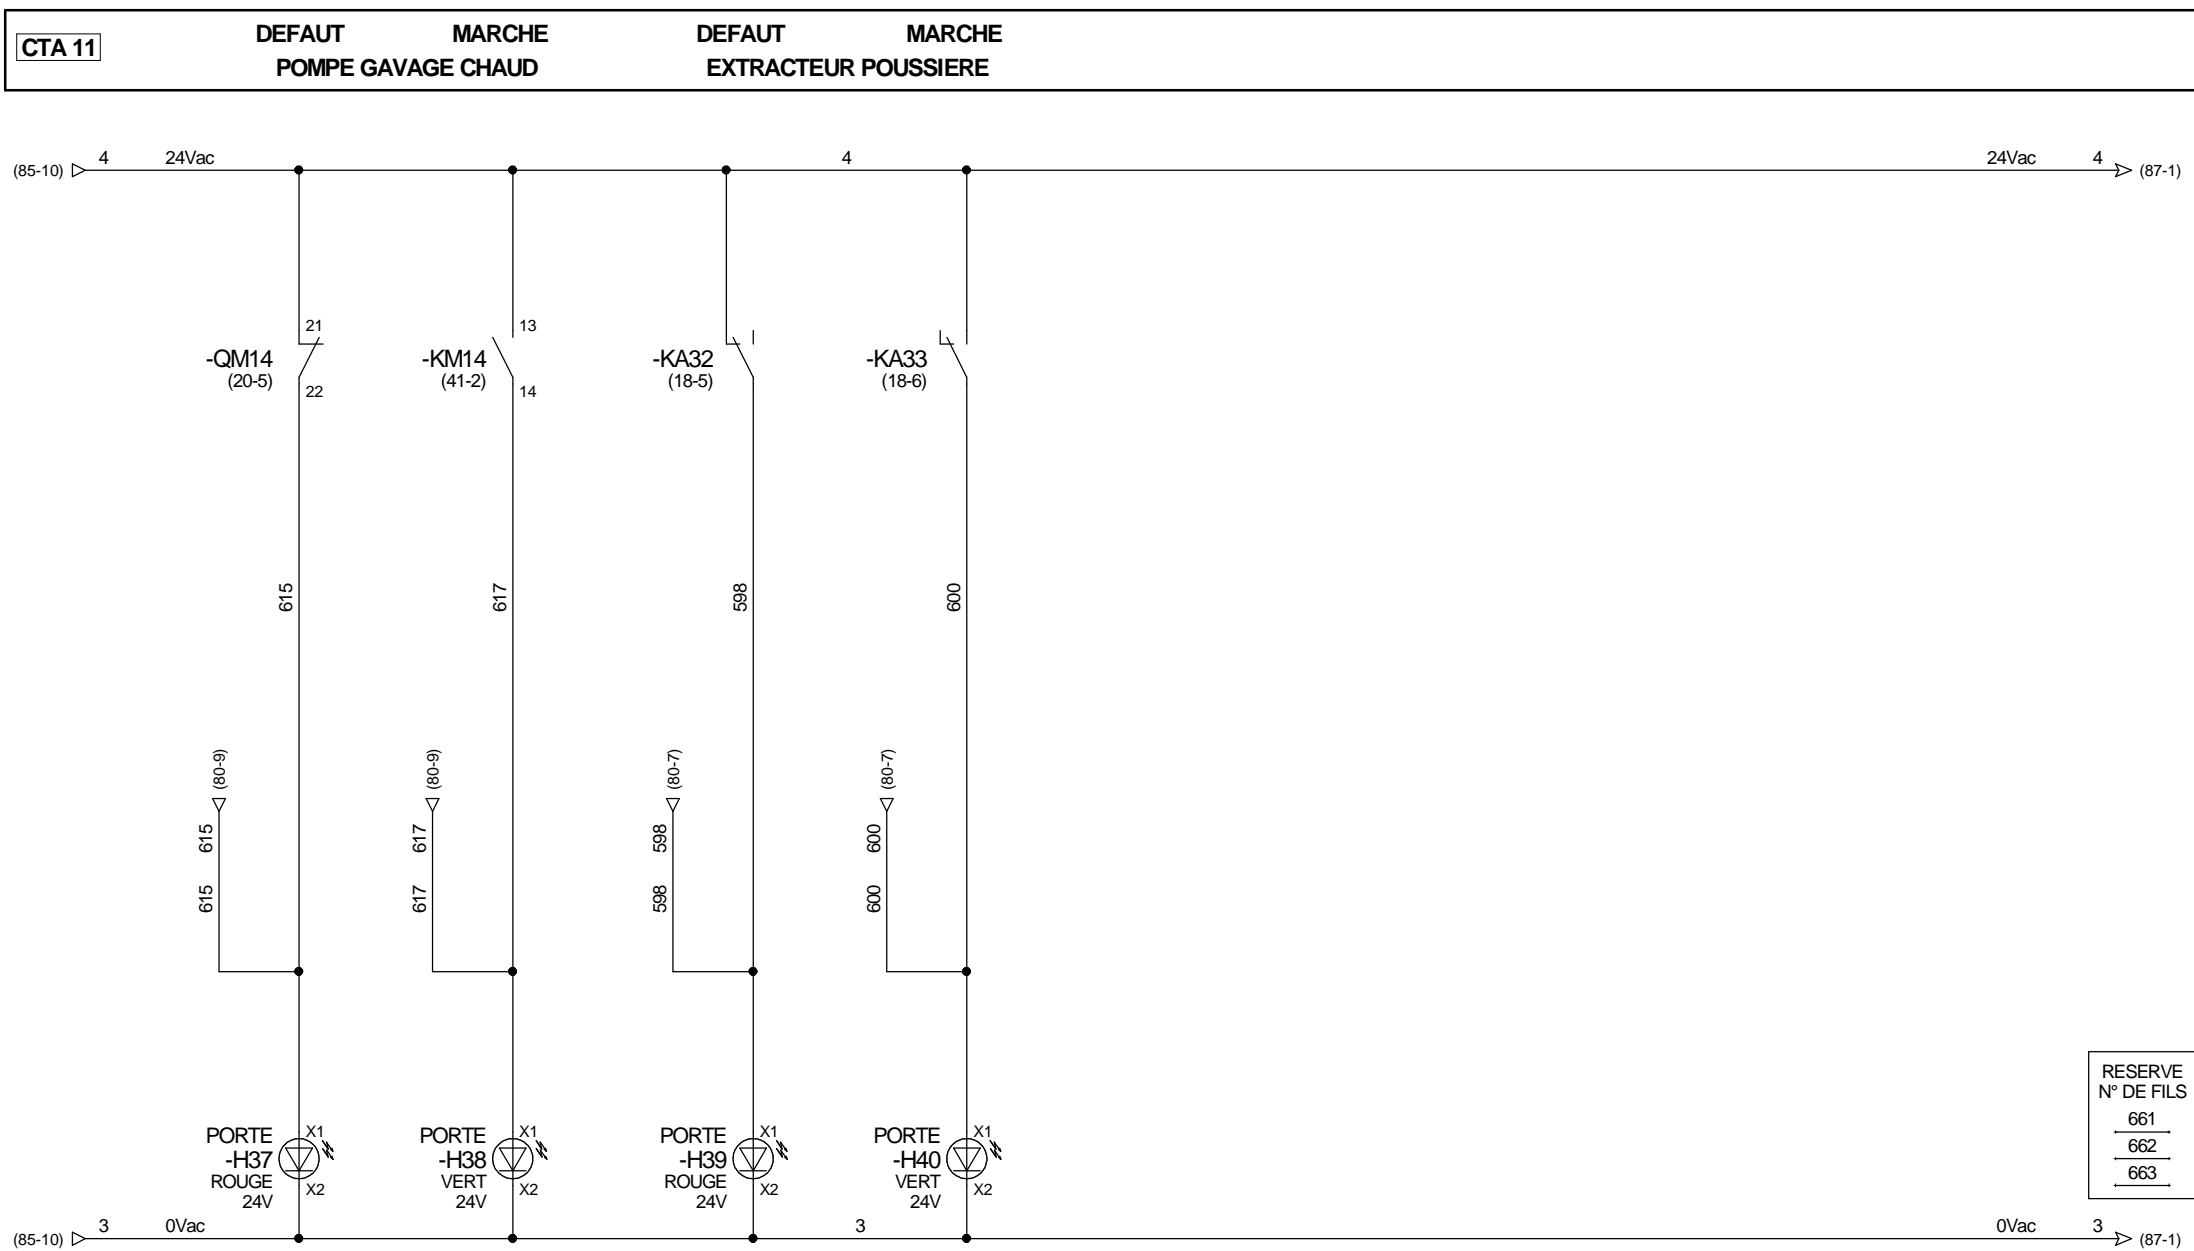 CTA 11
DEFAUT MARCHE DEFAUT MARCHE
POMPE GAVAGE CHAUD EXTRACTEUR POUSSIERE
(85-10) 4 24Vac 4 24Vac 4 (87-1)
21 13
-QM14 -KM14 -KA32 -KA33
(20-5) (41-2) (18-5) (18-6)
22 14
615 617 598 600
(80-9) (80-9) (80-7) (80-7)
615 617 598 600
615 617 598 600
RESERVE
N° DE FILS
661
662
663
PORTE X1 PORTE X1 PORTE X1 PORTE X1
-H37 -H38 -H39 -H40
ROUGE X2 VERT X2 ROUGE X2 VERT X2
24V 24V 24V 24V
(85-10) 3 0Vac 3 0Vac 3 (87-1)